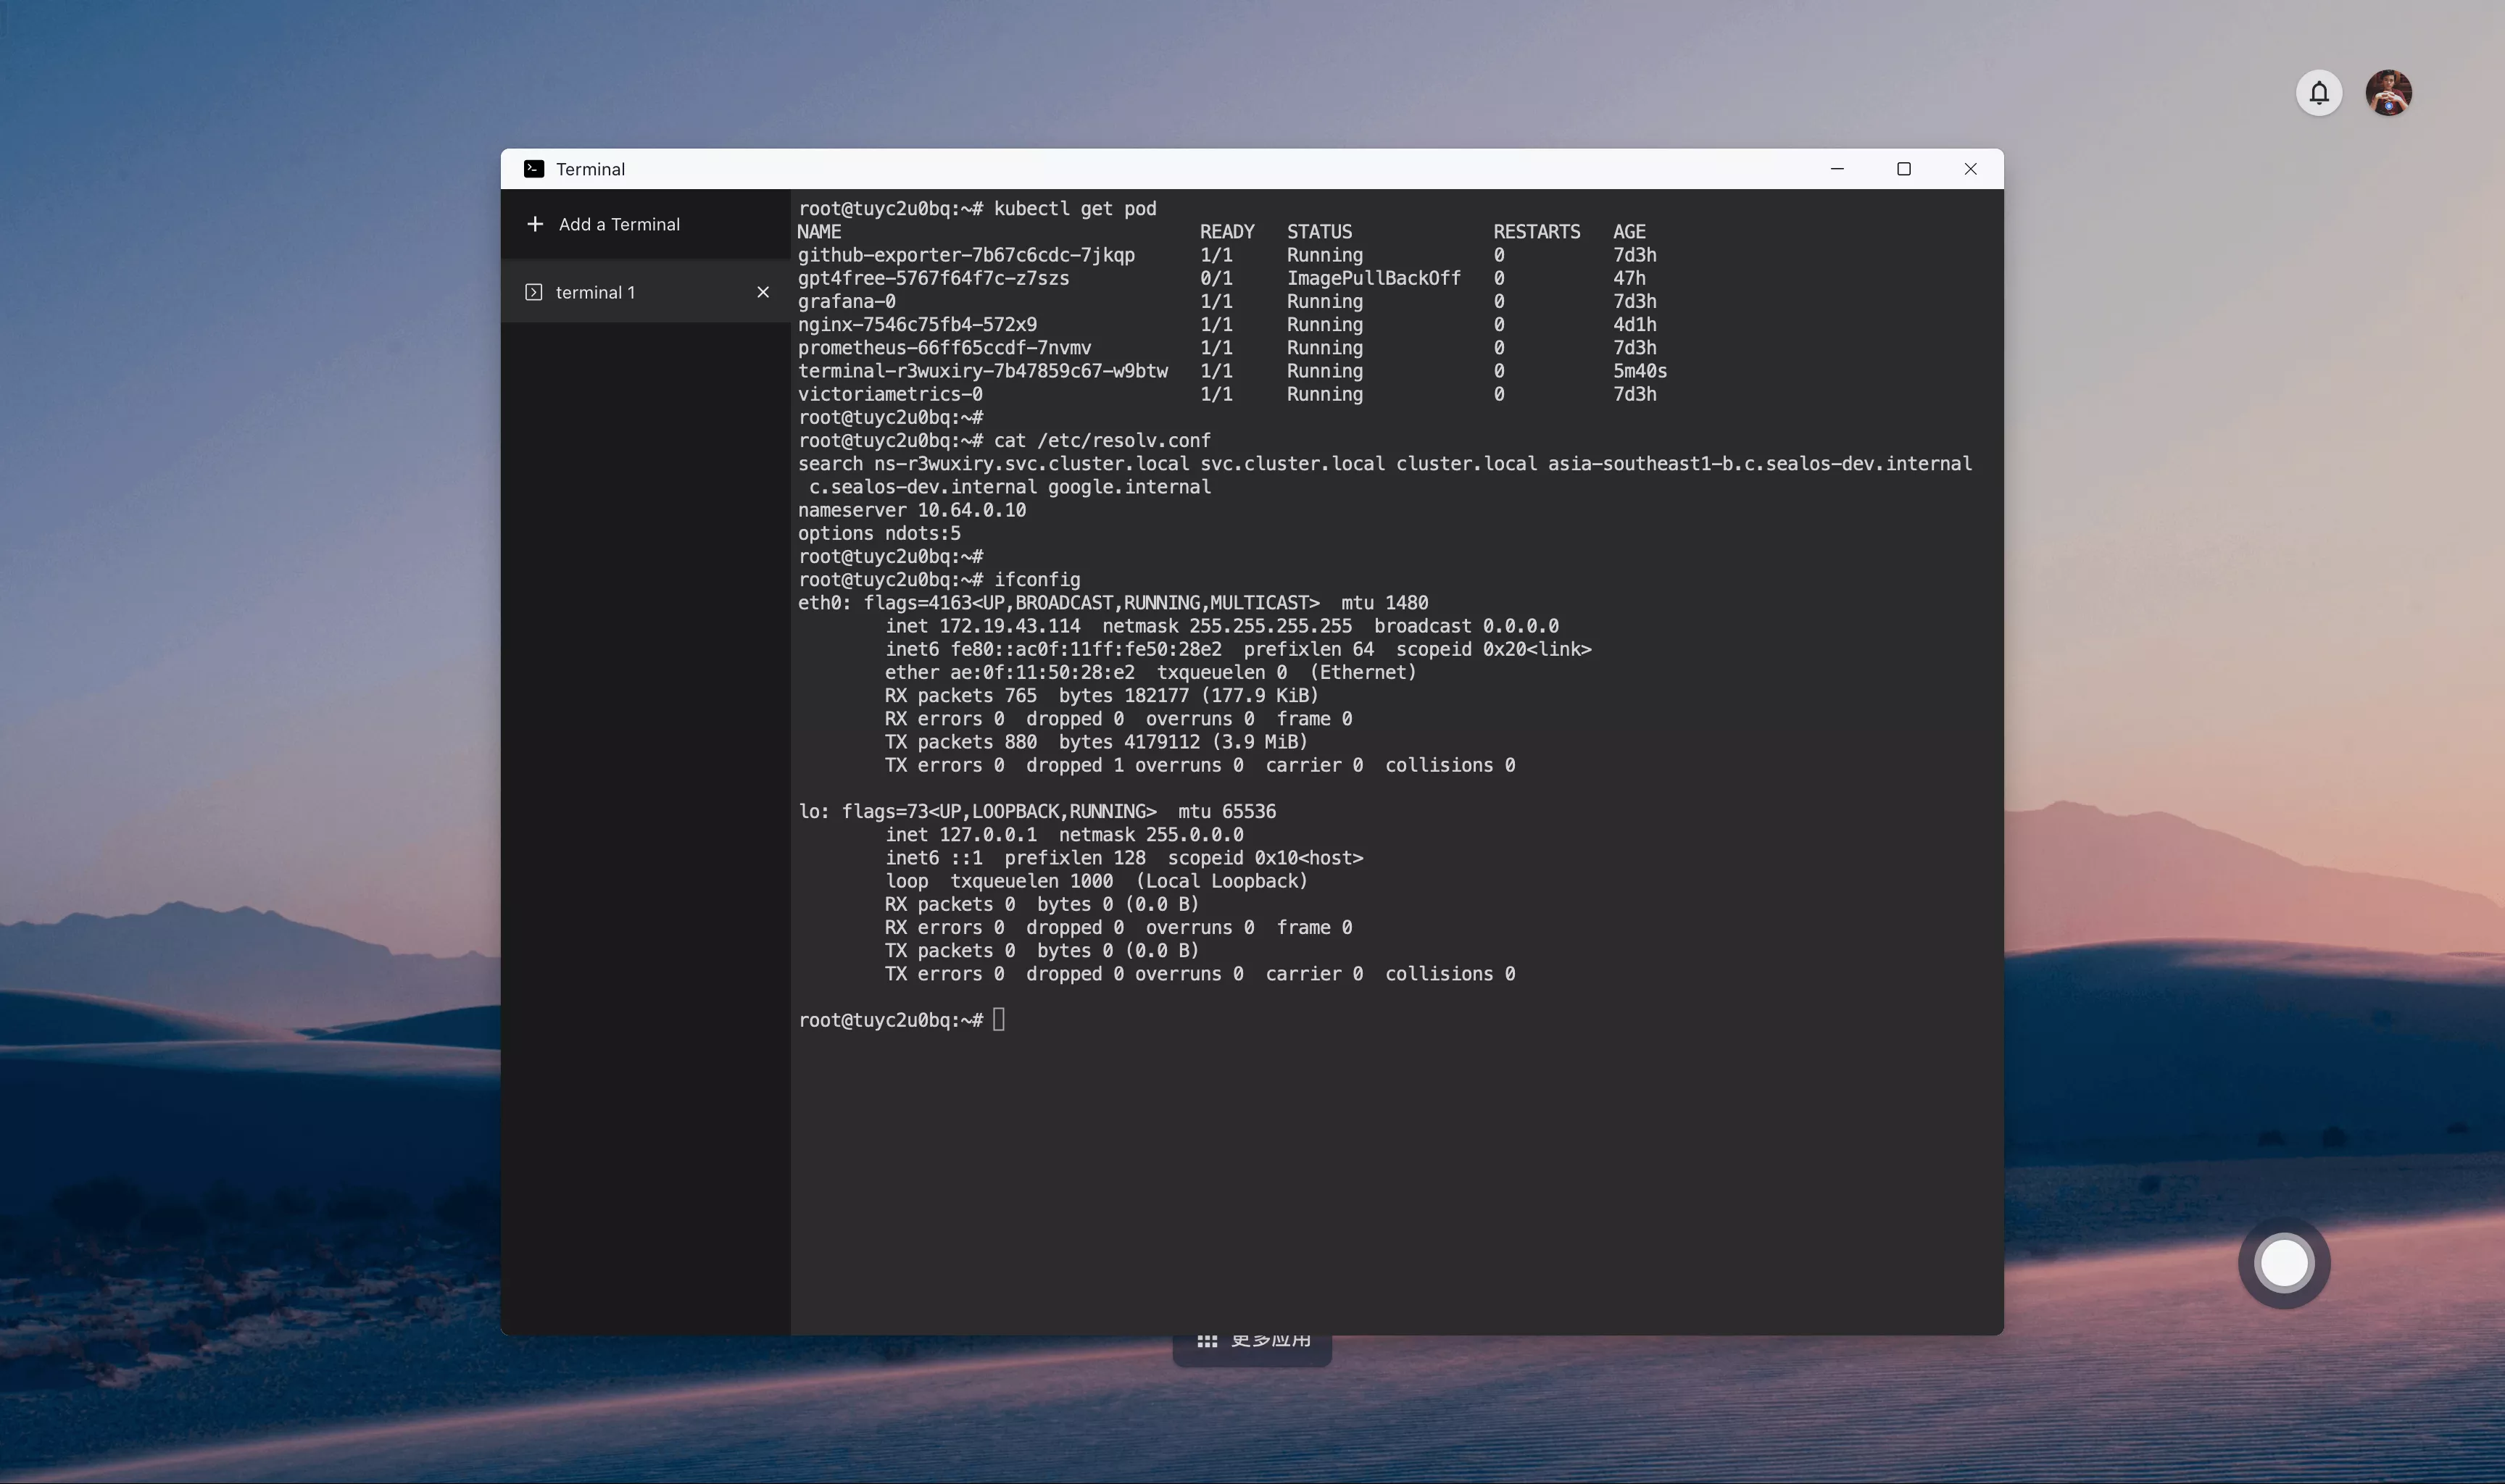 Terminal
Add a Terminal
terminal 1
root@tuyc2u0bq:~# kubectl get pod
NAME READY STATUS RESTARTS AGE
github-exporter-7b67c6cdc-7jkqp 1/1 Running 0 7d3h
gpt4free-5767f64f7c-z7szs 0/1 ImagePullBackOff 0 47h
grafana-0 1/1 Running 0 7d3h
nginx-7546c75fb4-572x9 1/1 Running 0 4d1h
prometheus-66ff65ccdf-7nvmv 1/1 Running 0 7d3h
terminal-r3wuxiry-7b47859c67-w9btw 1/1 Running 0 5m40s
victoriametrics-0 1/1 Running 0 7d3h
root@tuyc2u0bq:~#
root@tuyc2u0bq:~# cat /etc/resolv.conf
search ns-r3wuxiry.svc.cluster.local svc.cluster.local cluster.local asia-southeast1-b.c.sealos-dev.internal
c.sealos-dev.internal google.internal
nameserver 10.64.0.10
options ndots:5
root@tuyc2u0bq:~#
root@tuyc2u0bq:~# ifconfig
eth0: flags=4163<UP,BROADCAST,RUNNING,MULTICAST> mtu 1480
inet 172.19.43.114 netmask 255.255.255.255 broadcast 0.0.0.0
inet6 fe80::ac0f:11ff:fe50:28e2 prefixlen 64 scopeid 0x20<link>
ether ae:0f:11:50:28:e2 txqueuelen 0 (Ethernet)
RX packets 765 bytes 182177 (177.9 KiB)
RX errors 0 dropped 0 overruns 0 frame 0
TX packets 880 bytes 4179112 (3.9 MiB)
TX errors 0 dropped 1 overruns 0 carrier 0 collisions 0
lo: flags=73<UP,LOOPBACK,RUNNING> mtu 65536
inet 127.0.0.1 netmask 255.0.0.0
inet6 ::1 prefixlen 128 scopeid 0x10<host>
loop txqueuelen 1000 (Local Loopback)
RX packets 0 bytes 0 (0.0 B)
RX errors 0 dropped 0 overruns 0 frame 0
TX packets 0 bytes 0 (0.0 B)
TX errors 0 dropped 0 overruns 0 carrier 0 collisions 0
root@tuyc2u0bq:~#
更多应用